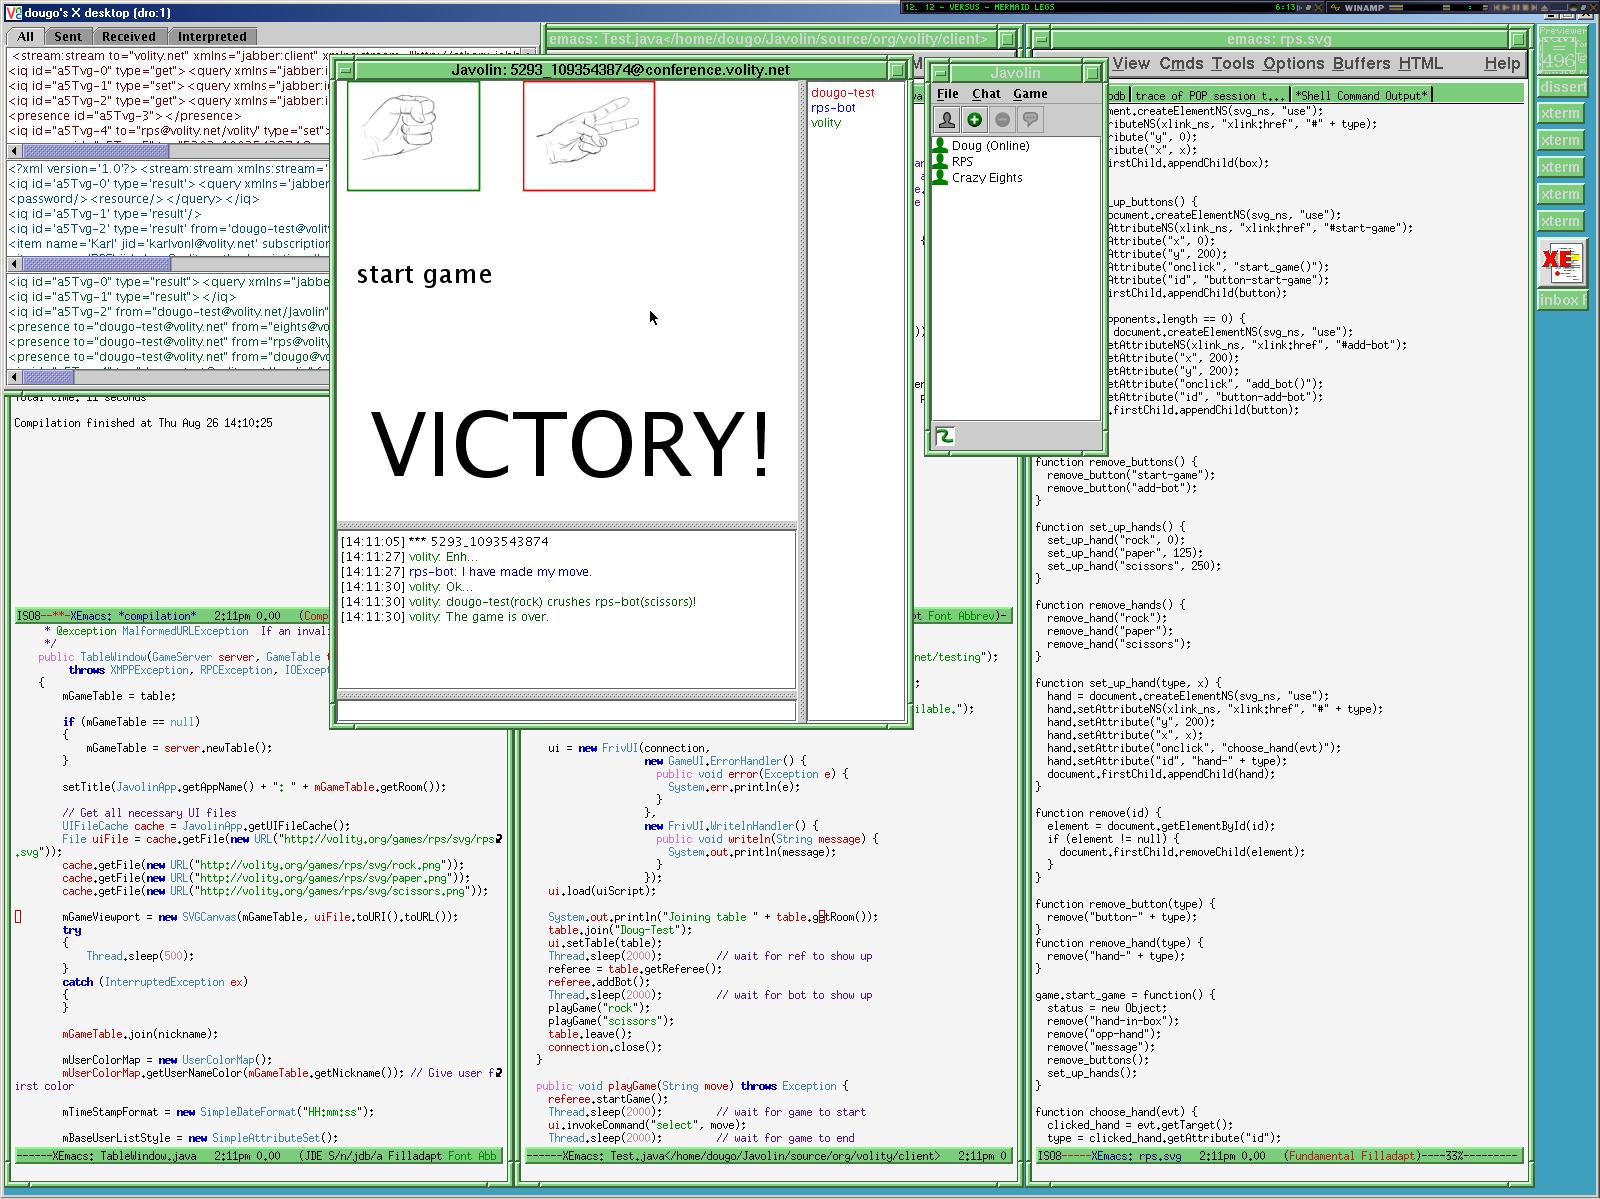 dougo's X desktop (dro:1)
12. 12 - VERSUS - MERMAID LEGS
6:13
WINAMP
All Sent Received Interpreted
<stream:stream to="volity.net" xmlns="jabber:client"
<iq id="a5Tvg-0" type="get"> <query xmlns="jabber:i
<iq id="a5Tvg-1" type="set"> <query xmlns="jabber:i
<iq id="a5Tvg-2" type="get"> <query xmlns="jabber:i
<presence id="a5Tvg-3"> </presence>
<iq id="a5Tvg-4" to="rps@volity.net/volity" type="set">
<?xml version='1.0'?> <stream:stream xmlns:stream=
<iq id='a5Tvg-0' type='result'> <query xmlns='jabber
<password/> <resource/> </query> </iq>
<iq id='a5Tvg-1' type='result'/>
<iq id='a5Tvg-2' type='result' from='dougo-test@vol
<item name='Karl' jid='karlvonl@volity.net' subscription
<iq id="a5Tvg-0" type="result"> <query xmlns="jabbe
<iq id="a5Tvg-1" type="result"> </iq>
<iq id="a5Tvg-2" from="dougo-test@volity.net/Javolin"
<presence to="dougo-test@volity.net" from="eights@vo
<presence to="dougo-test@volity.net" from="rps@volity
<presence to="dougo-test@volity.net" from="dougo@vo
Total time: 11 seconds
Compilation finished at Thu Aug 26 14:10:25
ISO8--**-XEmacs: *compilation* 2:11pm 0.00 (Comp
* @exception MalformedURLException If an inval
*/
public TableWindow(GameServer server, GameTable t
throws XMPPException, RPCException, IOExcept
{
mGameTable = table;
if (mGameTable == null)
{
mGameTable = server.newTable();
}
setTitle(JavolinApp.getAppName() + ": " + mGameTable.getRoom());
// Get all necessary UI files
UIFileCache cache = JavolinApp.getUIFileCache();
File uiFile = cache.getFile(new URL("http://volity.org/games/rps/svg/rps
.svg"));
cache.getFile(new URL("http://volity.org/games/rps/svg/rock.png"));
cache.getFile(new URL("http://volity.org/games/rps/svg/paper.png"));
cache.getFile(new URL("http://volity.org/games/rps/svg/scissors.png"));
mGameViewport = new SVGCanvas(mGameTable, uiFile.toURI().toURL());
try
{
Thread.sleep(500);
}
catch (InterruptedException ex)
{
}
mGameTable.join(nickname);
mUserColorMap = new UserColorMap();
mUserColorMap.getUserNameColor(mGameTable.getNickname()); // Give user f
irst color
mTimeStampFormat = new SimpleDateFormat("HH:mm:ss");
mBaseUserListStyle = new SimpleAttributeSet();
------XEmacs: TableWindow.java 2:11pm 0.00 (JDE S/n/jdb/a Filladapt Font Abb
Javolin: 5293_1093543874@conference.volity.net
dougo-test
rps-bot
volity
start game
VICTORY!
[14:11:05] *** 5293_1093543874
[14:11:27] volity: Enh...
[14:11:27] rps-bot: I have made my move.
[14:11:30] volity: Ok...
[14:11:30] volity: dougo-test(rock) crushes rps-bot(scissors)!
[14:11:30] volity: The game is over.
emacs: Test.java</home/dougo/Javolin/source/org/volity/client>
pt Font Abbrev)-
net/testing");
ilable.");
ui = new FrivUI(connection,
new GameUI.ErrorHandler() {
public void error(Exception e) {
System.err.println(e);
}
},
new FrivUI.WritelnHandler() {
public void writeln(String message) {
System.out.println(message);
}
});
ui.load(uiScript);
System.out.println("Joining table " + table.getRoom());
table.join("Doug-Test");
ui.setTable(table);
Thread.sleep(2000); // wait for ref to show up
referee = table.getReferee();
referee.addBot();
Thread.sleep(2000); // wait for bot to show up
playGame("rock");
playGame("scissors");
table.leave();
connection.close();
}
public void playGame(String move) throws Exception {
referee.startGame();
Thread.sleep(2000); // wait for game to start
ui.invokeCommand("select", move);
Thread.sleep(2000); // wait for game to end
------XEmacs: Test.java</home/dougo/Javolin/source/org/volity/client> 2:11pm 0
Javolin
File Chat Game
Doug (Online)
RPS
Crazy Eights
emacs: rps.svg
View Cmds Tools Options Buffers HTML Help
odb trace of POP session t... *Shell Command Output*
ment.createElementNS(svg_ns, "use");
ributeNS(xlink_ns, "xlink:href", "#" + type);
ribute("y", 0);
ribute("x", x);
irstChild.appendChild(box);
up_buttons() {
ocument.createElementNS(svg_ns, "use");
AttributeNS(xlink_ns, "xlink:href", "#start-game");
Attribute("x", 0);
Attribute("y", 200);
Attribute("onclick", "start_game()");
Attribute("id", "button-start-game");
firstChild.appendChild(button);
ponents.length == 0) {
document.createElementNS(svg_ns, "use");
etAttributeNS(xlink_ns, "xlink:href", "#add-bot");
etAttribute("x", 200);
etAttribute("y", 200);
etAttribute("onclick", "add_bot()");
etAttribute("id", "button-add-bot");
.firstChild.appendChild(button);
function remove_buttons() {
remove_button("start-game");
remove_button("add-bot");
}
function set_up_hands() {
set_up_hand("rock", 0);
set_up_hand("paper", 125);
set_up_hand("scissors", 250);
}
function remove_hands() {
remove_hand("rock");
remove_hand("paper");
remove_hand("scissors");
}
function set_up_hand(type, x) {
hand = document.createElementNS(svg_ns, "use");
hand.setAttributeNS(xlink_ns, "xlink:href", "#" + type);
hand.setAttribute("y", 200);
hand.setAttribute("x", x);
hand.setAttribute("onclick", "choose_hand(evt)");
hand.setAttribute("id", "hand-" + type);
document.firstChild.appendChild(hand);
}
function remove(id) {
element = document.getElementById(id);
if (element != null) {
document.firstChild.removeChild(element);
}
}
function remove_button(type) {
remove("button-" + type);
}
function remove_hand(type) {
remove("hand-" + type);
}
game.start_game = function() {
status = new Object;
remove("hand-in-box");
remove("opp-hand");
remove("message");
remove_buttons();
set_up_hands();
}
function choose_hand(evt) {
clicked_hand = evt.getTarget();
type = clicked_hand.getAttribute("id");
ISO8-----XEmacs: rps.svg 2:11pm 0.00 (Fundamental Filladapt)----33%---------
Previewer
496
dissert
xterm
xterm
xterm
xterm
xterm
XE
inbox